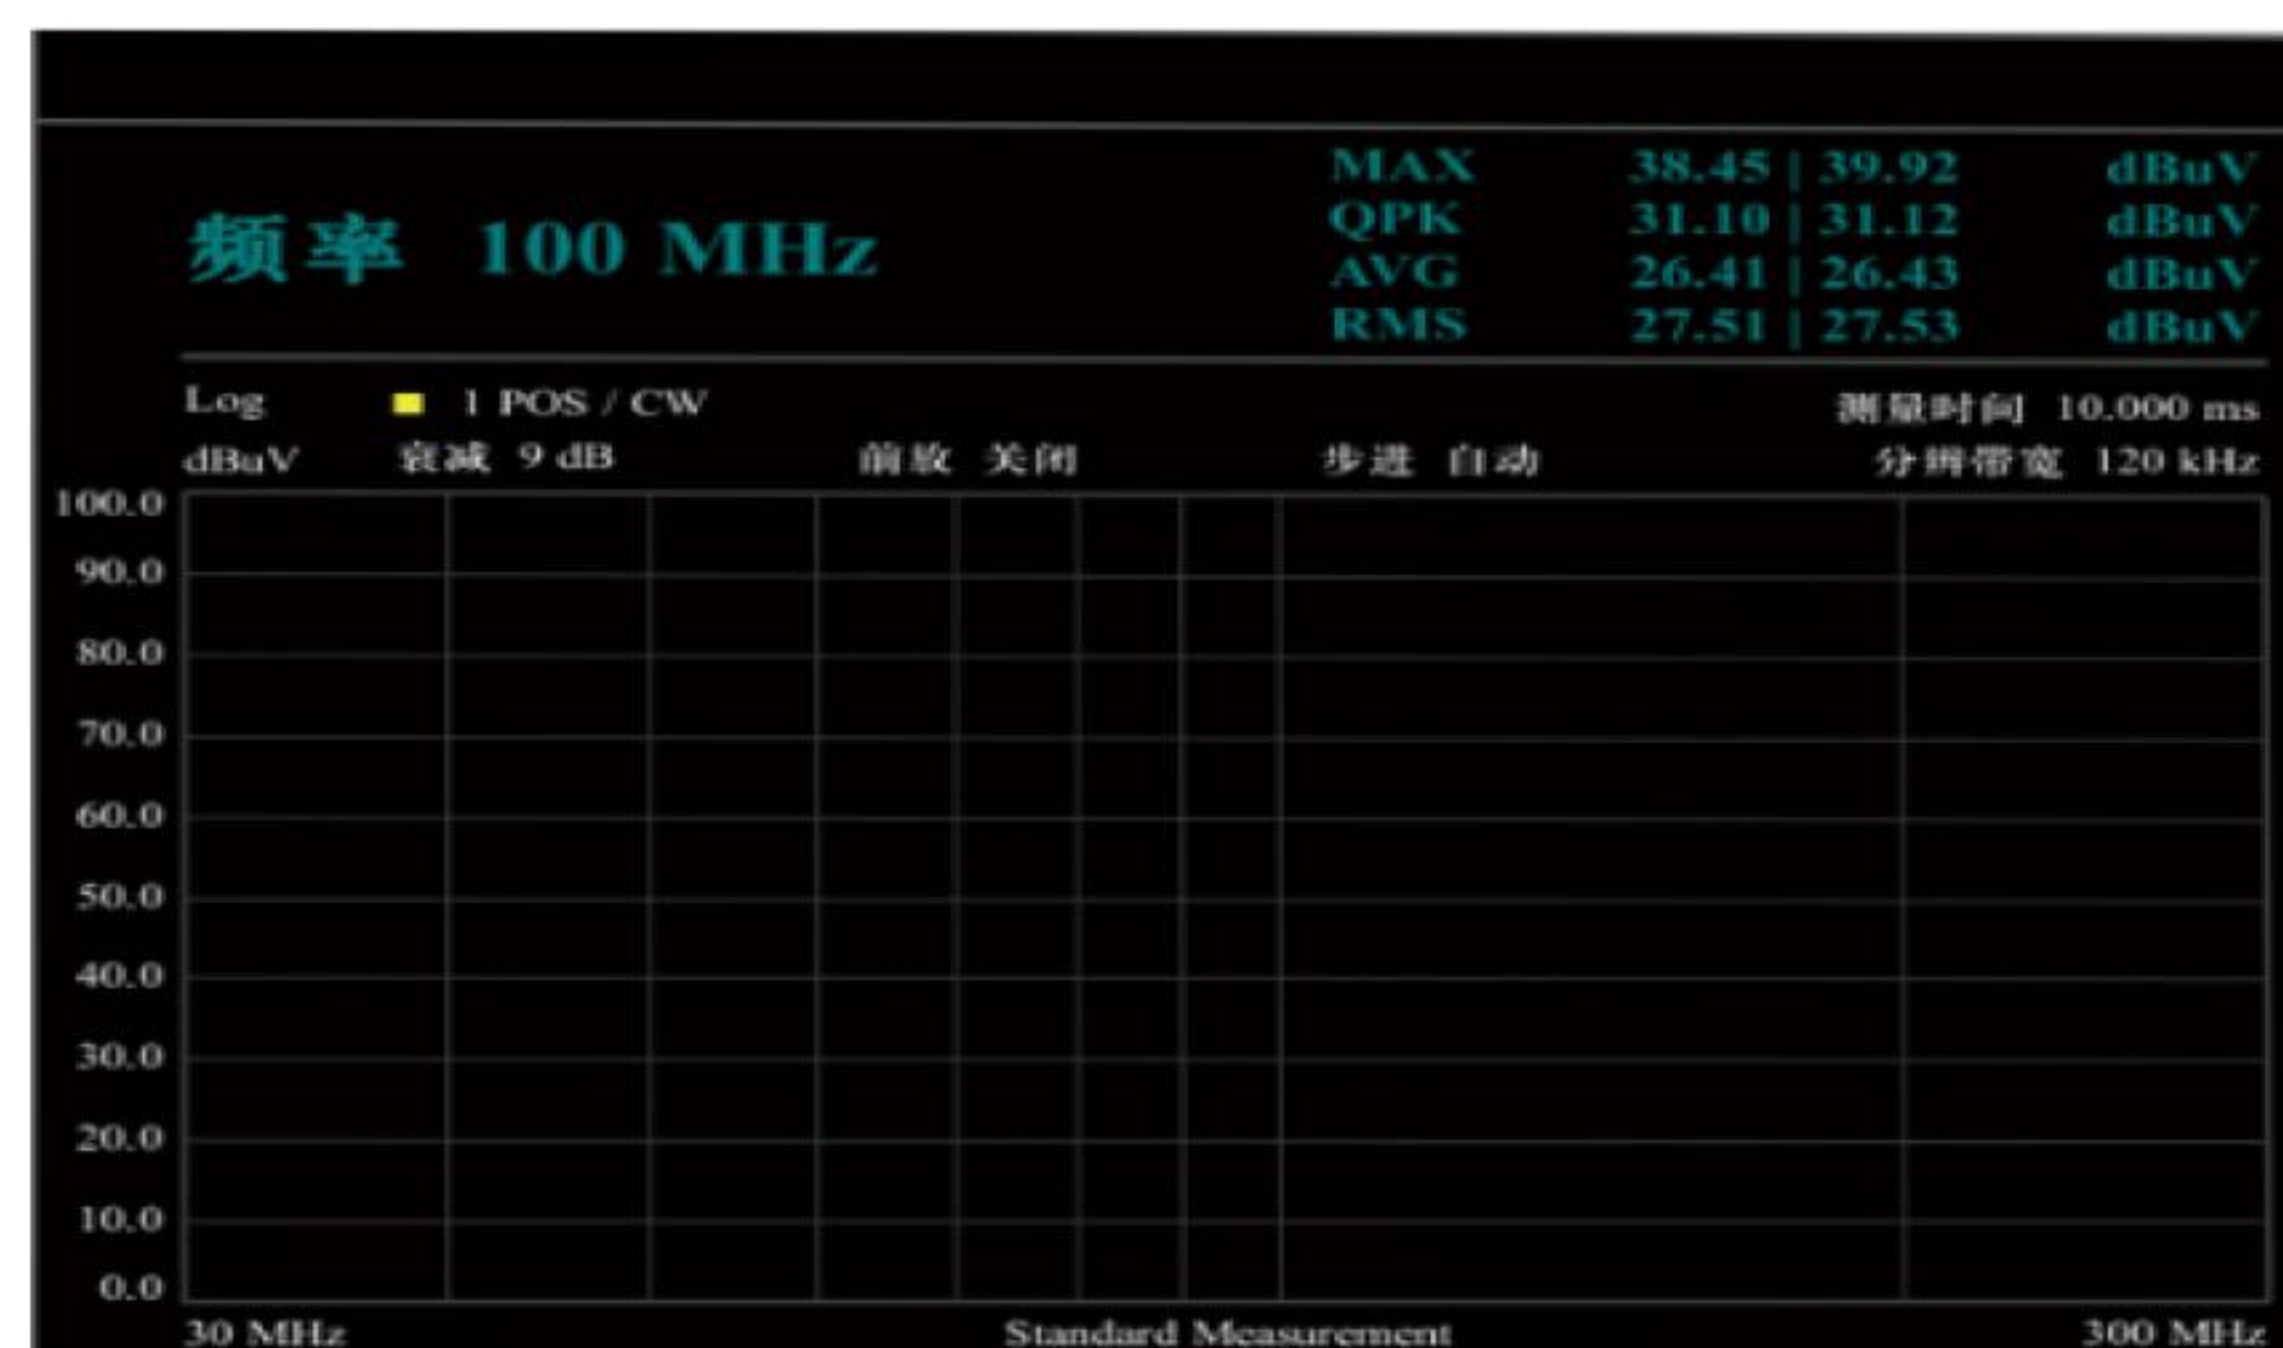 频率 100 MHz
MAX 38.45 | 39.92 dBuV
QPK 31.10 | 31.12 dBuV
AVG 26.41 | 26.43 dBuV
RMS 27.51 | 27.53 dBuV
Log 1 POS / CW 测量时间 10.000 ms
dBuV 衰减 9 dB 前放 关闭 步进 自动 分辨带宽 120 kHz
100.0
90.0
80.0
70.0
60.0
50.0
40.0
30.0
20.0
10.0
0.0
30 MHz Standard Measurement 300 MHz